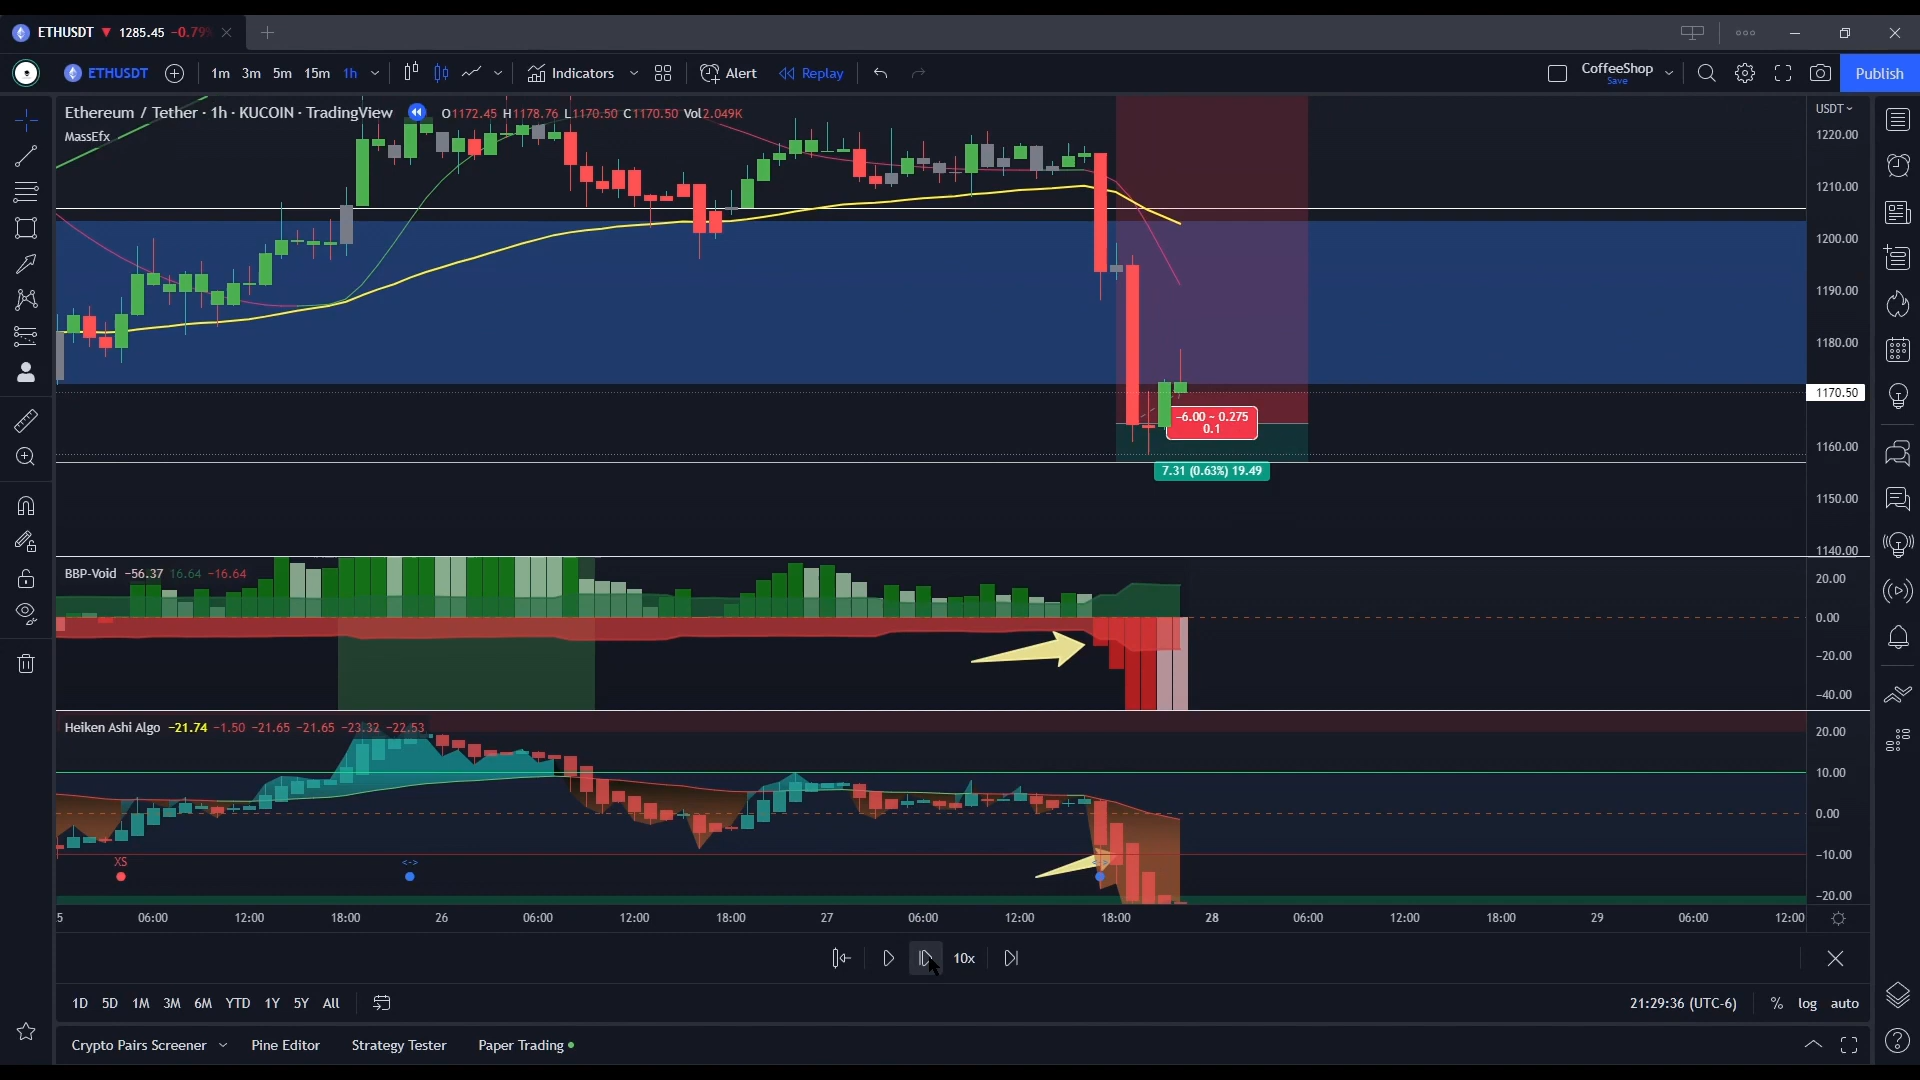 ETHUSDT ▼ 1285.45 −0.79%
ETHUSDT 1m 3m 5m 15m 1h Indicators Alert Replay CoffeeShop Save Publish
Ethereum / Tether · 1h · KUCOIN · TradingView O1172.45 H1178.76 L1170.50 C1170.50 Vol2.049K
MassEfx
USDT
1220.00
1210.00
1200.00
1190.00
1180.00
1170.50
1160.00
1150.00
1140.00
−6.00 ~ 0.275
0.1
7.31 (0.63%) 19.49
BBP-Void −56.37 16.64 −16.64
20.00
0.00
−20.00
−40.00
Heiken Ashi Algo −21.74 −1.50 −21.65 −21.65 −23.32 −22.53
20.00
10.00
0.00
−10.00
−20.00
XS
<->
5 06:00 12:00 18:00 26 06:00 12:00 18:00 27 06:00 12:00 18:00 28 06:00 12:00 18:00 29 06:00 12:00
10x
1D 5D 1M 3M 6M YTD 1Y 5Y All 21:29:36 (UTC-6) % log auto
Crypto Pairs Screener Pine Editor Strategy Tester Paper Trading